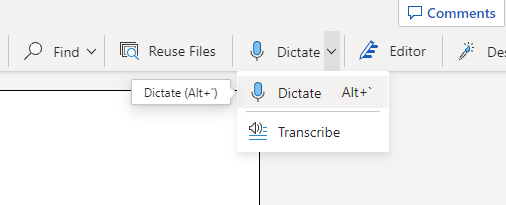 Comments
Find
Reuse Files
Dictate
Editor
Des
Dictate (Alt+`)
Dictate Alt+`
Transcribe